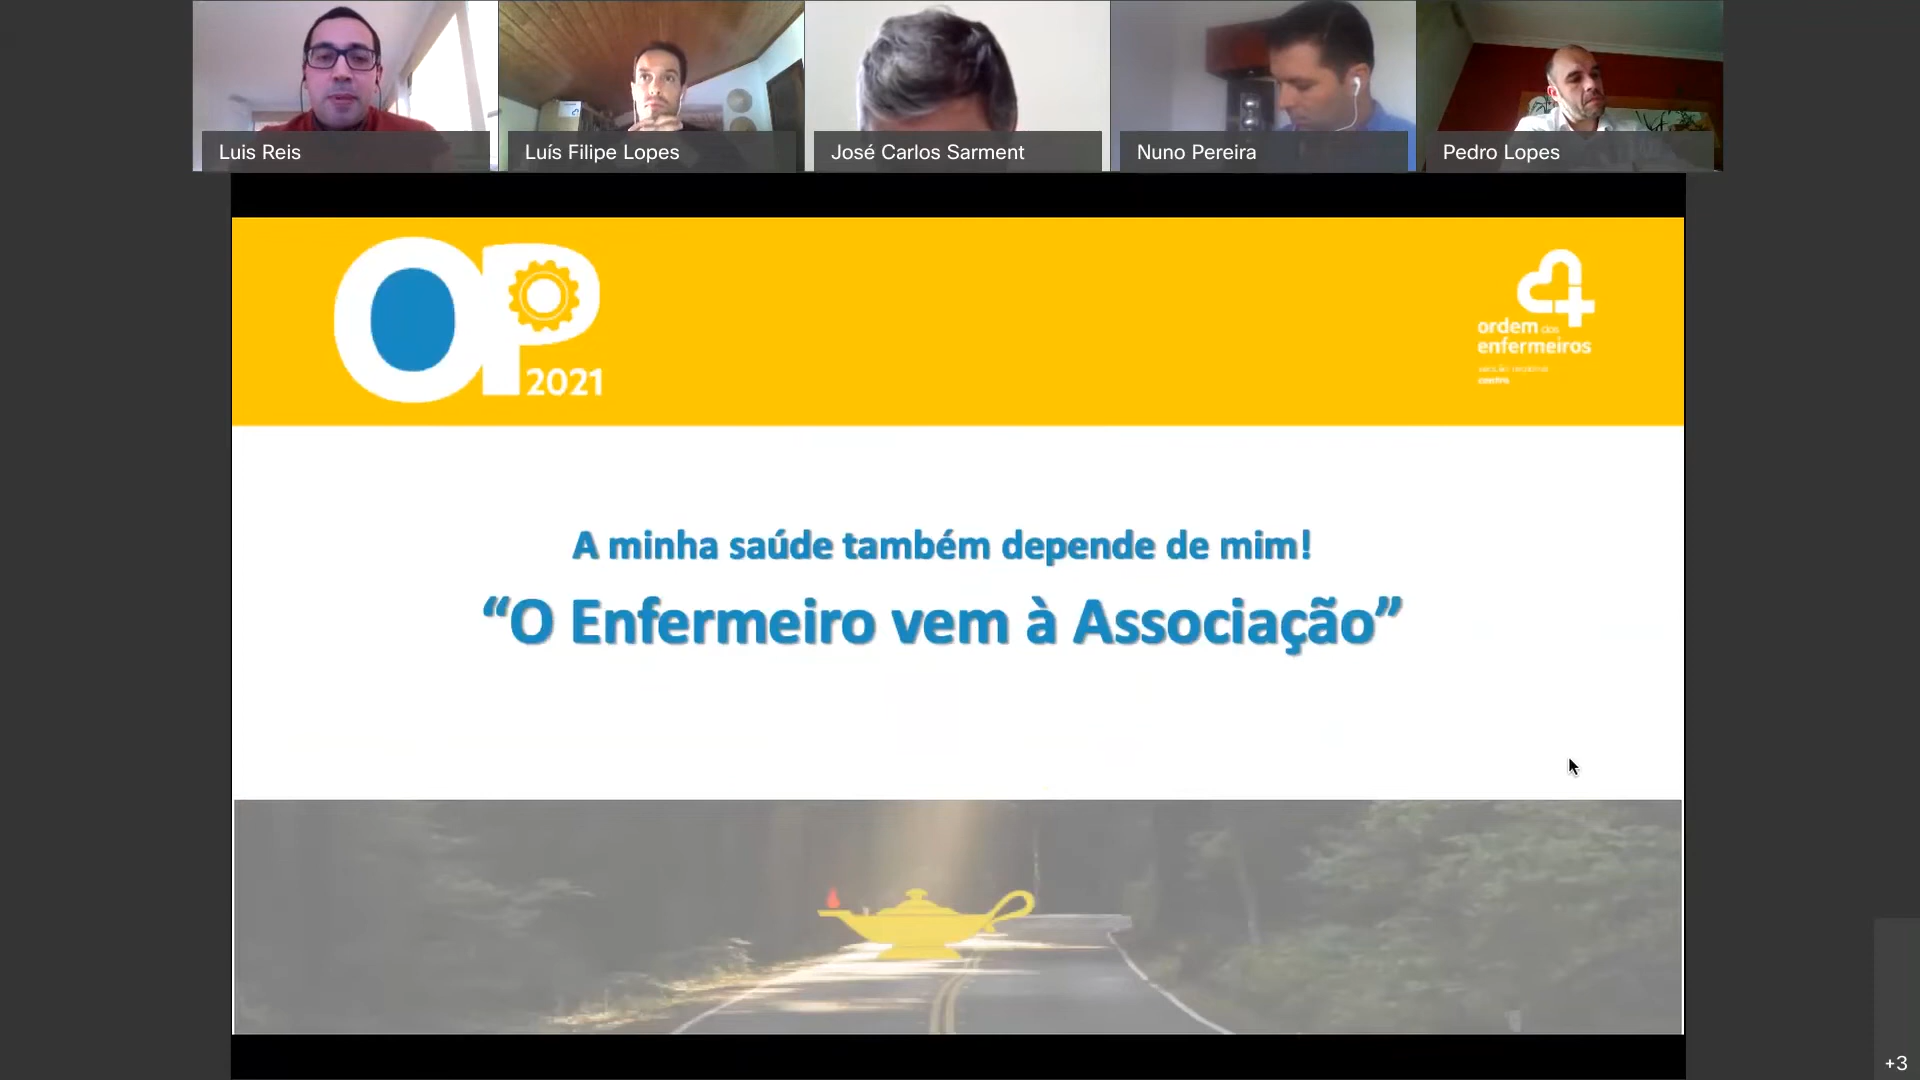 Luis Reis
Luís Filipe Lopes
José Carlos Sarment
Nuno Pereira
Pedro Lopes
OP
2021
ordem dos
enfermeiros
centro
A minha saúde também depende de mim!
“O Enfermeiro vem à Associação”
+3